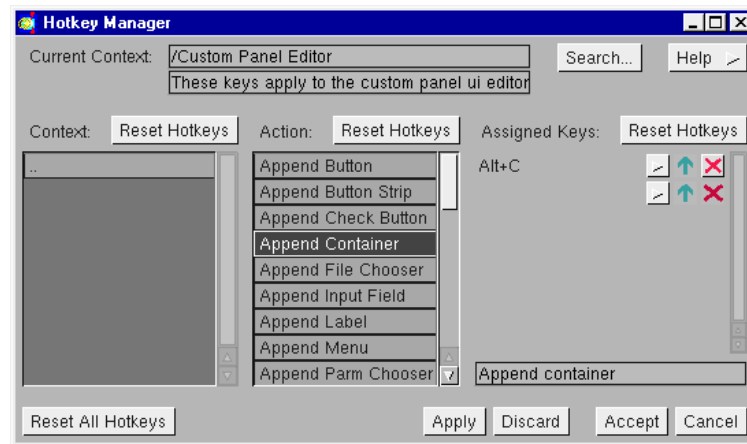 Hotkey Manager
Current Context: /Custom Panel Editor Search... Help
These keys apply to the custom panel ui editor
Context: Reset Hotkeys Action: Reset Hotkeys Assigned Keys: Reset Hotkeys
.. Append Button Alt+C
Append Button Strip
Append Check Button
Append Container
Append File Chooser
Append Input Field
Append Label
Append Menu
Append Parm Chooser Append container
Reset All Hotkeys Apply Discard Accept Cancel